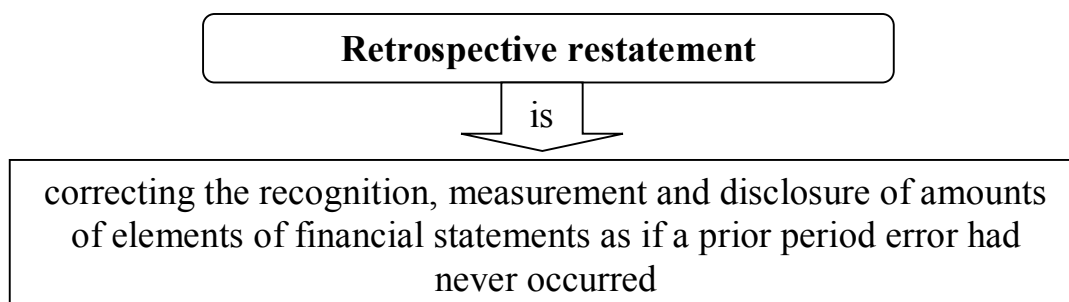 Retrospective restatement
is
correcting the recognition, measurement and disclosure of amounts
of elements of financial statements as if a prior period error had
never occurred